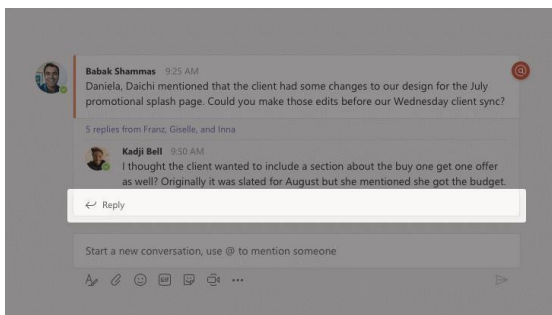 Babak Shammas 9:25 AM
@
Daniela, Daichi mentioned that the client had some changes to our design for the July
promotional splash page. Could you make those edits before our Wednesday client sync?
5 replies from Franz, Giselle, and Inna
Kadji Bell 9:50 AM
I thought the client wanted to include a section about the buy one get one offer
as well? Originally it was slated for August but she mentioned she got the budget.
Reply
Start a new conversation, use @ to mention someone
GIF